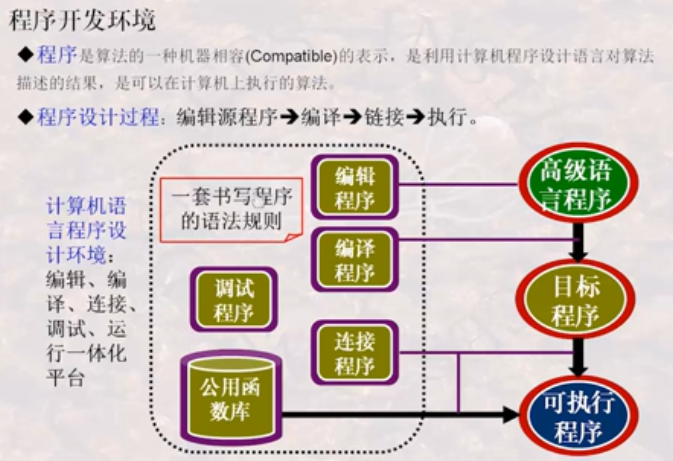 程序开发环境
◆程序是算法的一种机器相容(Compatible)的表示，是利用计算机程序设计语言对算法
描述的结果，是可以在计算机上执行的算法。
◆程序设计过程：编辑源程序➔编译➔链接➔执行。
计算机语
言程序设
计环境：
编辑、编
译、连接、
调试、运
行一体化
平台
一套书写程序
的语法规则
编辑
程序
编译
程序
调试
程序
连接
程序
公用函
数库
高级语
言程序
目标
程序
可执行
程序